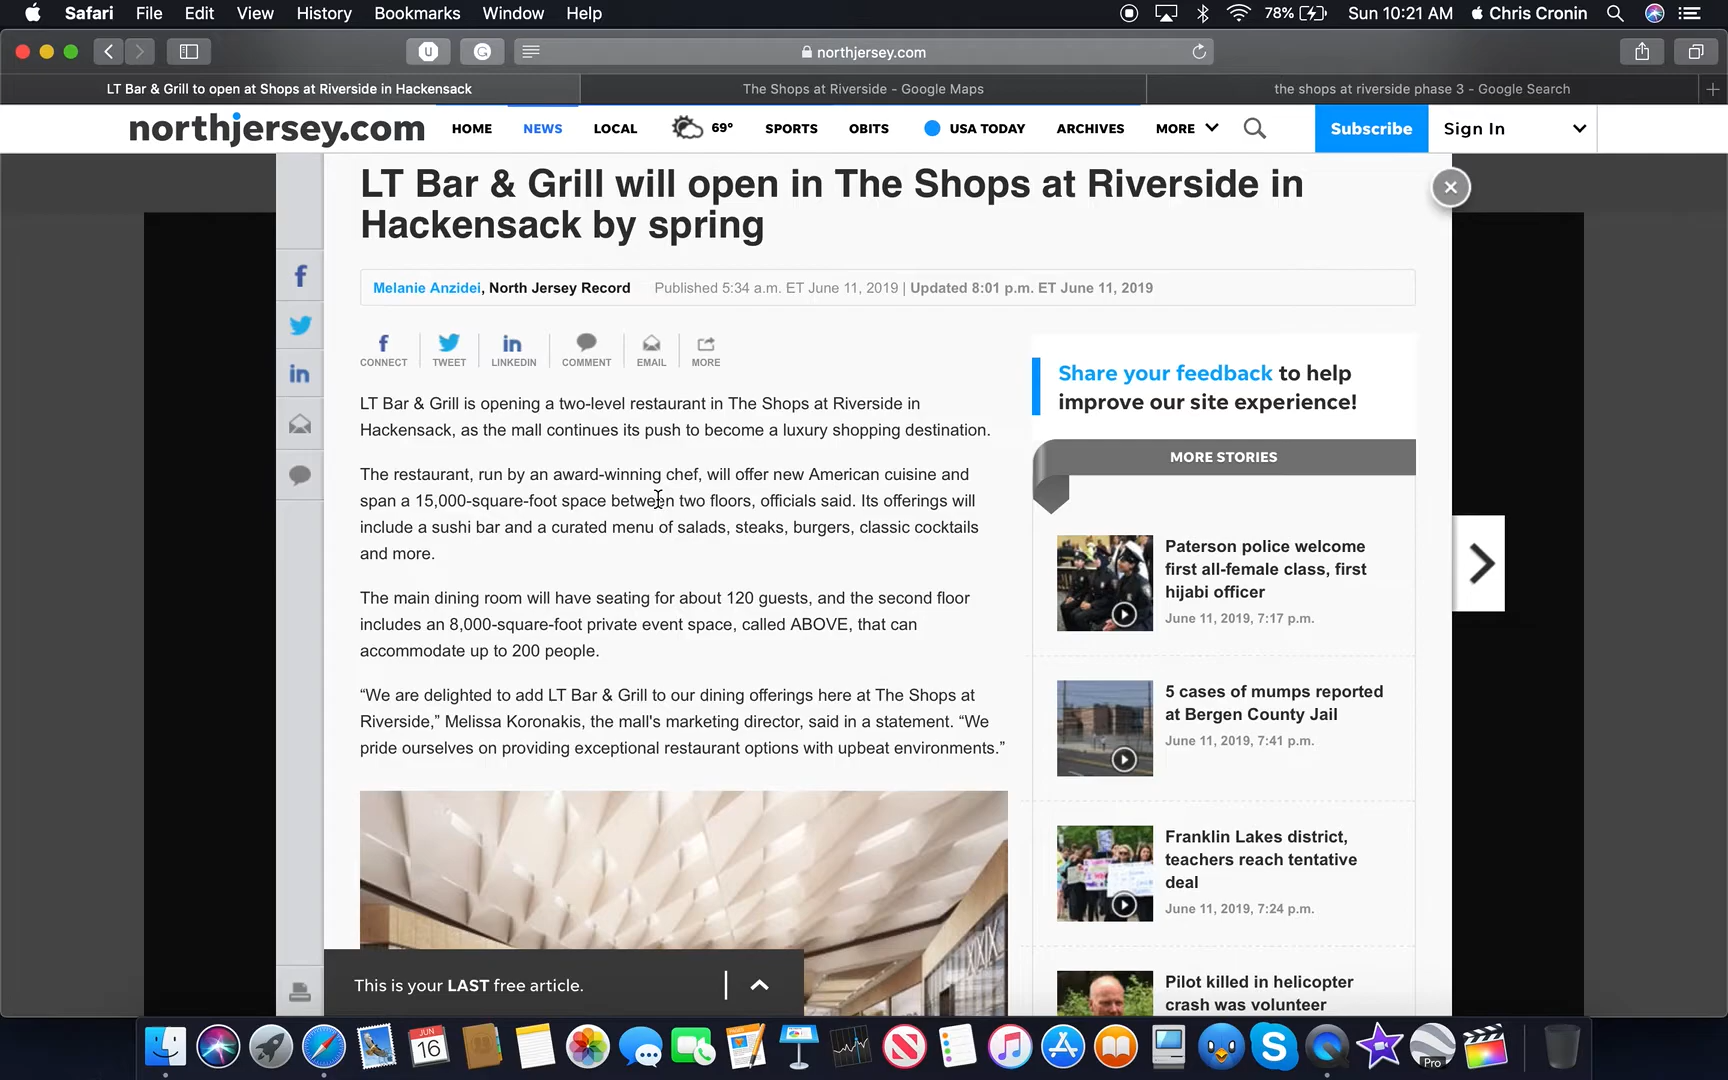 Safari File Edit View History Bookmarks Window Help 78% Sun 10:21 AM Chris Cronin
U G northjersey.com
LT Bar & Grill to open at Shops at Riverside in Hackensack The Shops at Riverside - Google Maps the shops at riverside phase 3 - Google Search
northjersey.com HOME NEWS LOCAL 69° SPORTS OBITS USA TODAY ARCHIVES MORE Subscribe Sign In
LT Bar & Grill will open in The Shops at Riverside in
Hackensack by spring
Melanie Anzidei, North Jersey Record Published 5:34 a.m. ET June 11, 2019 | Updated 8:01 p.m. ET June 11, 2019
CONNECT TWEET LINKEDIN COMMENT EMAIL MORE
LT Bar & Grill is opening a two-level restaurant in The Shops at Riverside in
Hackensack, as the mall continues its push to become a luxury shopping destination.
The restaurant, run by an award-winning chef, will offer new American cuisine and
span a 15,000-square-foot space between two floors, officials said. Its offerings will
include a sushi bar and a curated menu of salads, steaks, burgers, classic cocktails
and more.
The main dining room will have seating for about 120 guests, and the second floor
includes an 8,000-square-foot private event space, called ABOVE, that can
accommodate up to 200 people.
“We are delighted to add LT Bar & Grill to our dining offerings here at The Shops at
Riverside,” Melissa Koronakis, the mall's marketing director, said in a statement. “We
pride ourselves on providing exceptional restaurant options with upbeat environments.”
Share your feedback to help
improve our site experience!
MORE STORIES
Paterson police welcome
first all-female class, first
hijabi officer
June 11, 2019, 7:17 p.m.
5 cases of mumps reported
at Bergen County Jail
June 11, 2019, 7:41 p.m.
Franklin Lakes district,
teachers reach tentative
deal
June 11, 2019, 7:24 p.m.
Pilot killed in helicopter
crash was volunteer
This is your LAST free article.
JUN
16
Pro